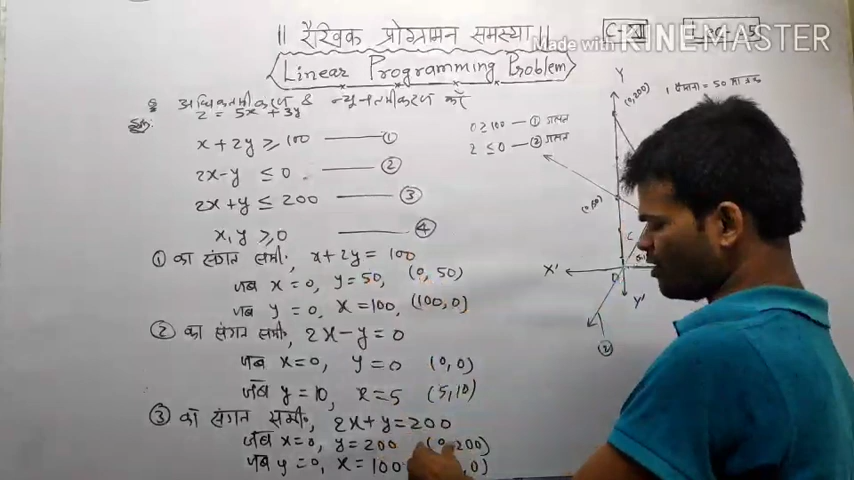 || रैखिक प्रोग्रामन समस्या ||
C-XII
Made with KINEMASTER
Linear Programming Problem
अधिकतमीकरण & न्यूनतमीकरण करें
z = 5x + 3y
x + 2y ≥ 100 ——— ①
2x - y ≤ 0 ——— ②
2x + y ≤ 200 ——— ③
x, y ≥ 0 ——— ④
① का संगत समी॰, x + 2y = 100
जब x = 0, y = 50, (0, 50)
जब y = 0, x = 100, (100, 0)
② का संगत समी॰, 2x - y = 0
जब x = 0, y = 0 (0, 0)
जब y = 10, x = 5 (5, 10)
③ का संगत समी॰, 2x + y = 200
जब x = 0, y = 200 (0, 200)
जब y = 0, x = 100 , 0)
0 ≥ 100 — ① असत्य
≤ 0 — ② असत्य
Y
(0, 200)
1 = 50 मात्रक
C
X'
Y'
②